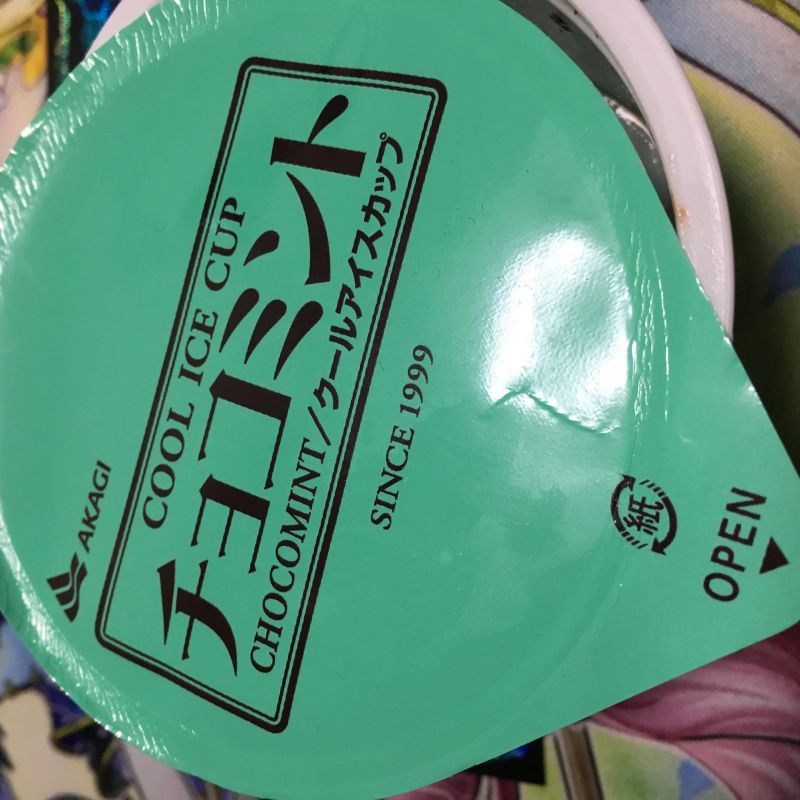 AKAGI
COOL ICE CUP
チョコミント
CHOCOMINT/クールアイスカップ
SINCE 1999
紙
OPEN